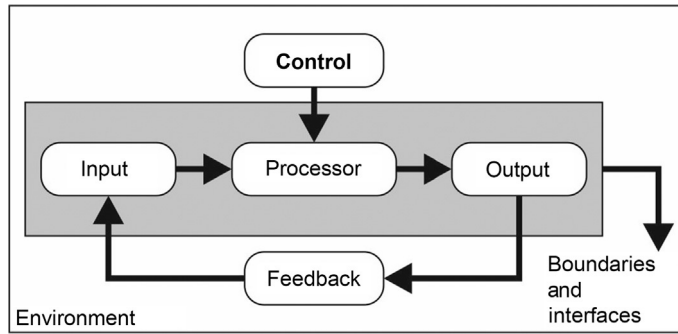 Control
Input
Processor
Output
Feedback
Boundaries
and
interfaces
Environment